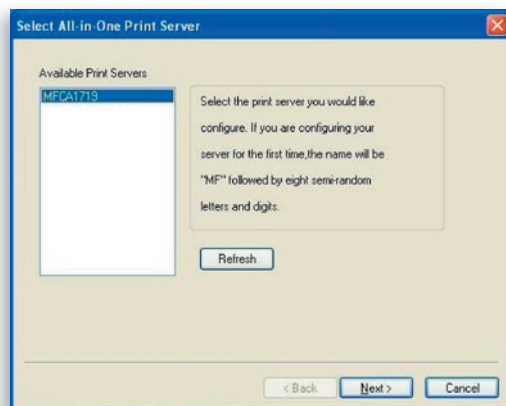 Select All-in-One Print Server
Available Print Servers
MFCA1719
Select the print server you would like
configure. If you are configuring your
server for the first time,the name will be
"MF" followed by eight semi-random
letters and digits.
Refresh
< Back
Next >
Cancel